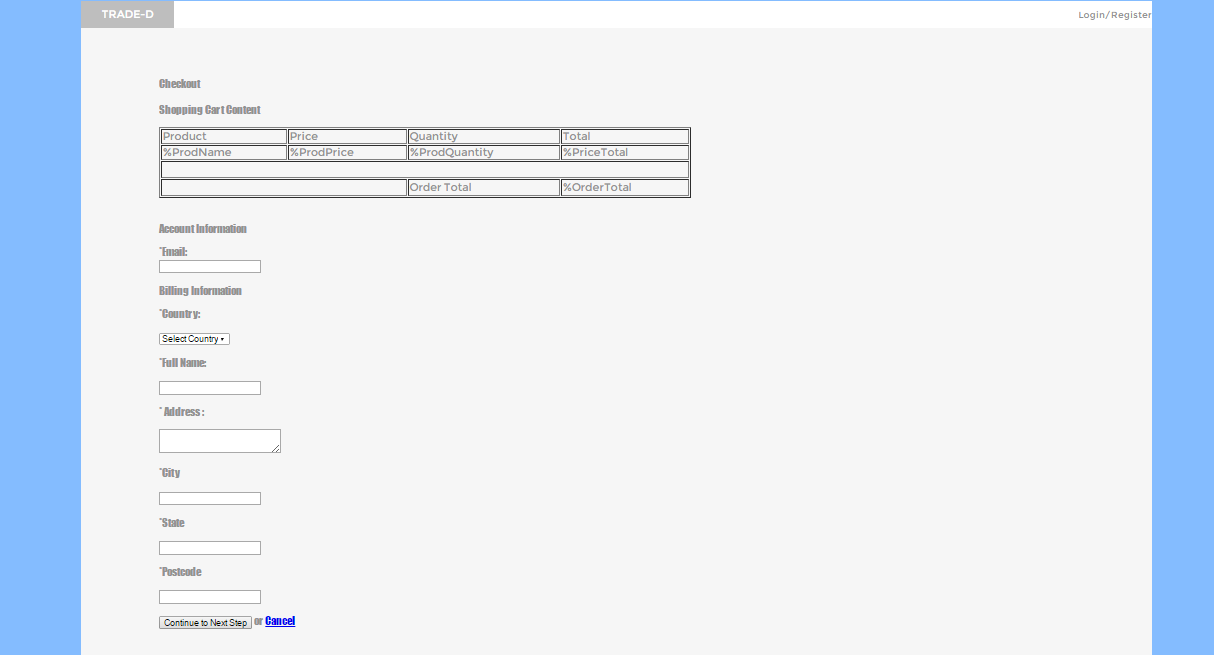 TRADE-D Login/Register
Checkout
Shopping Cart Content
Product Price Quantity Total
%ProdName %ProdPrice %ProdQuantity %PriceTotal
Order Total %OrderTotal
Account Information
*Email:
Billing Information
*Country:
Select Country
*Full Name:
* Address :
*City
*State
*Postcode
Continue to Next Step or Cancel